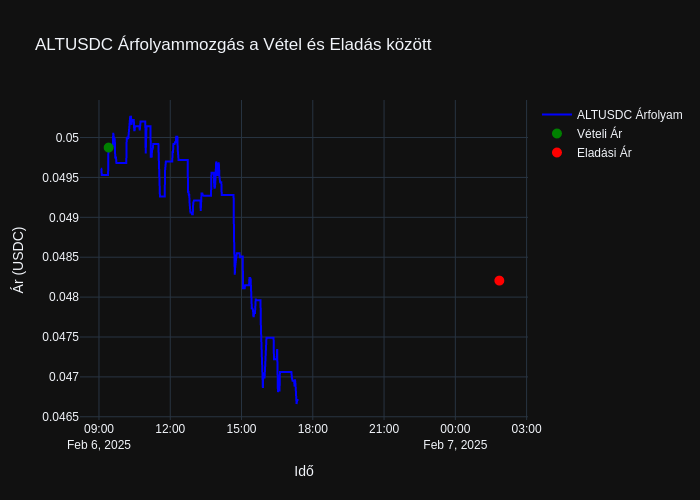 ALTUSDC Árfolyammozgás a Vétel és Eladás között
ALTUSDC Árfolyam
Vételi Ár
Eladási Ár
Ár (USDC)
0.05
0.0495
0.049
0.0485
0.048
0.0475
0.047
0.0465
09:00 12:00 15:00 18:00 21:00 00:00 03:00
Feb 6, 2025 Feb 7, 2025
Idő